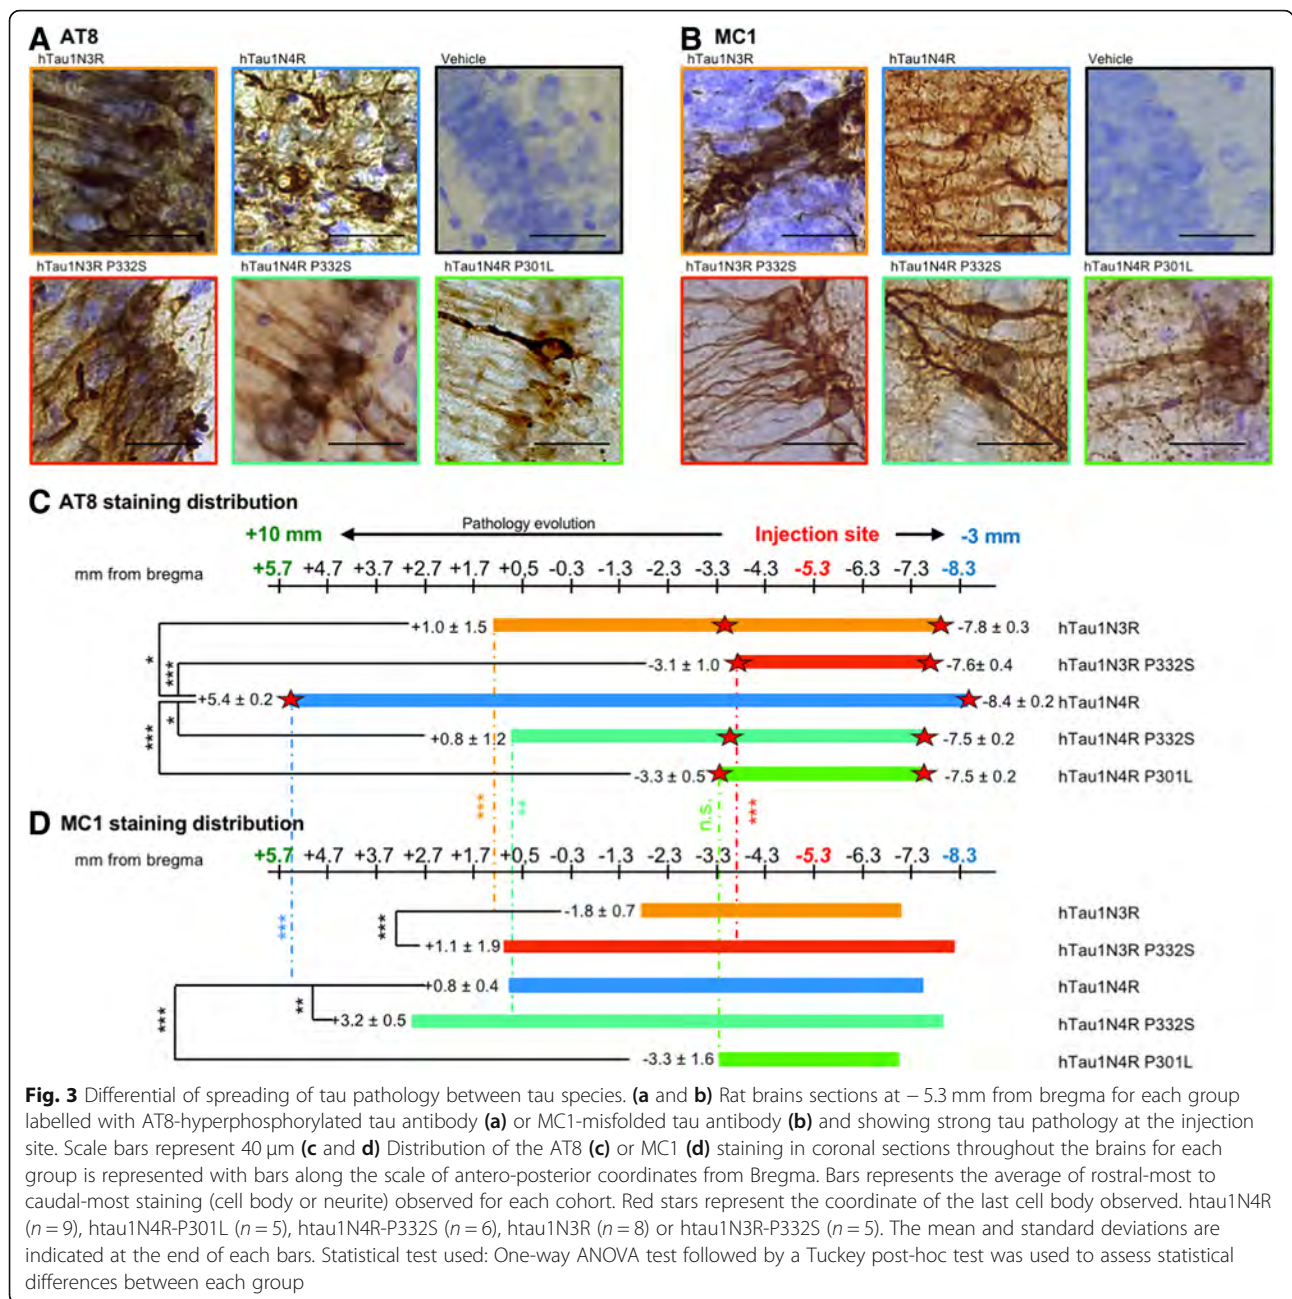 A AT8
hTau1N3R
hTau1N4R
Vehicle
hTau1N3R P332S
hTau1N4R P332S
hTau1N4R P301L
B MC1
hTau1N3R
hTau1N4R
Vehicle
hTau1N3R P332S
hTau1N4R P332S
hTau1N4R P301L
C AT8 staining distribution
+10 mm
Pathology evolution
Injection site
-3 mm
mm from bregma
+5.7 +4.7 +3.7 +2.7 +1.7 +0,5 -0.3 -1.3 -2.3 -3.3 -4.3 -5.3 -6.3 -7.3 -8.3
+1.0 ± 1.5 -7.8 ± 0.3 hTau1N3R
* ***
-3.1 ± 1.0 -7.6± 0.4 hTau1N3R P332S
+5.4 ± 0.2 -8.4 ± 0.2 hTau1N4R
*** *
+0.8 ± 1.2 -7.5 ± 0.2 hTau1N4R P332S
-3.3 ± 0.5 -7.5 ± 0.2 hTau1N4R P301L
*** ** n.s. ***
D MC1 staining distribution
mm from bregma
+5.7 +4.7 +3.7 +2.7 +1.7 +0,5 -0.3 -1.3 -2.3 -3.3 -4.3 -5.3 -6.3 -7.3 -8.3
-1.8 ± 0.7 hTau1N3R
*** ***
+1.1 ± 1.9 hTau1N3R P332S
+0.8 ± 0.4 hTau1N4R
*** **
+3.2 ± 0.5 hTau1N4R P332S
-3.3 ± 1.6 hTau1N4R P301L
Fig. 3 Differential of spreading of tau pathology between tau species. (a and b) Rat brains sections at − 5.3 mm from bregma for each group
labelled with AT8-hyperphosphorylated tau antibody (a) or MC1-misfolded tau antibody (b) and showing strong tau pathology at the injection
site. Scale bars represent 40 μm (c and d) Distribution of the AT8 (c) or MC1 (d) staining in coronal sections throughout the brains for each
group is represented with bars along the scale of antero-posterior coordinates from Bregma. Bars represents the average of rostral-most to
caudal-most staining (cell body or neurite) observed for each cohort. Red stars represent the coordinate of the last cell body observed. htau1N4R
(n = 9), htau1N4R-P301L (n = 5), htau1N4R-P332S (n = 6), htau1N3R (n = 8) or htau1N3R-P332S (n = 5). The mean and standard deviations are
indicated at the end of each bars. Statistical test used: One-way ANOVA test followed by a Tuckey post-hoc test was used to assess statistical
differences between each group